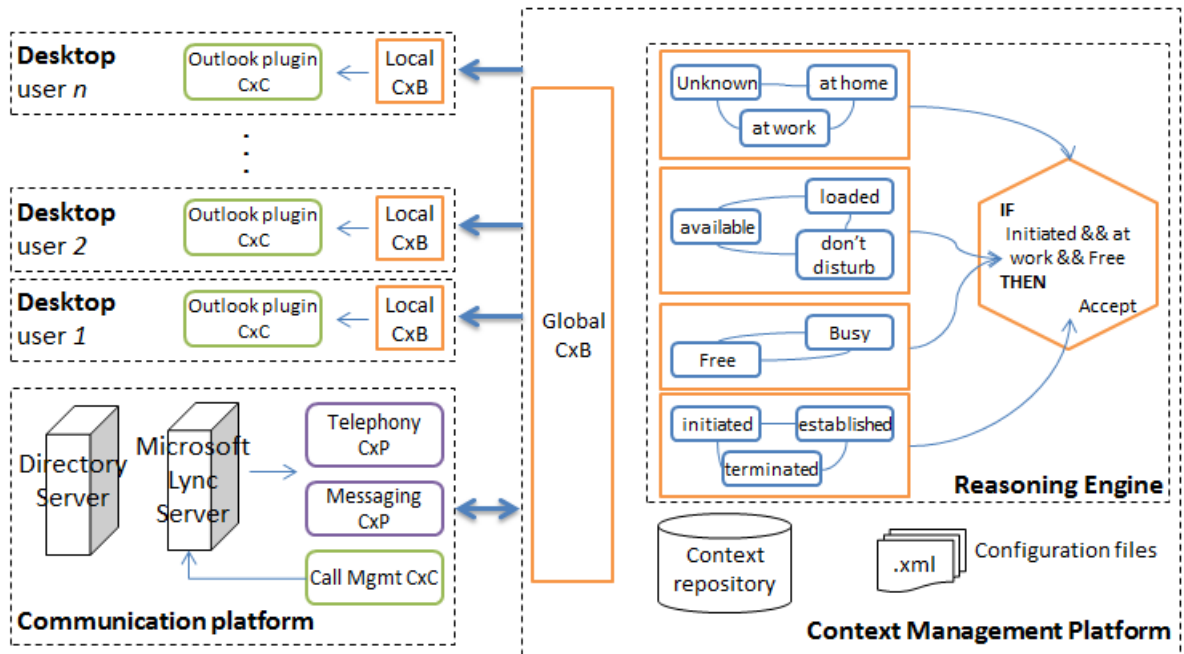 Desktop
user n
Outlook plugin
CxC
Local
CxB
Desktop
user 2
Outlook plugin
CxC
Local
CxB
Desktop
user 1
Outlook plugin
CxC
Local
CxB
Directory
Server
Microsoft
Lync
Server
Telephony
CxP
Messaging
CxP
Call Mgmt CxC
Communication platform
Global
CxB
Unknown
at home
at work
loaded
available
don't
disturb
Busy
Free
initiated
established
terminated
IF
Initiated && at
work && Free
THEN
Accept
Reasoning Engine
Context
repository
.xml
Configuration files
Context Management Platform